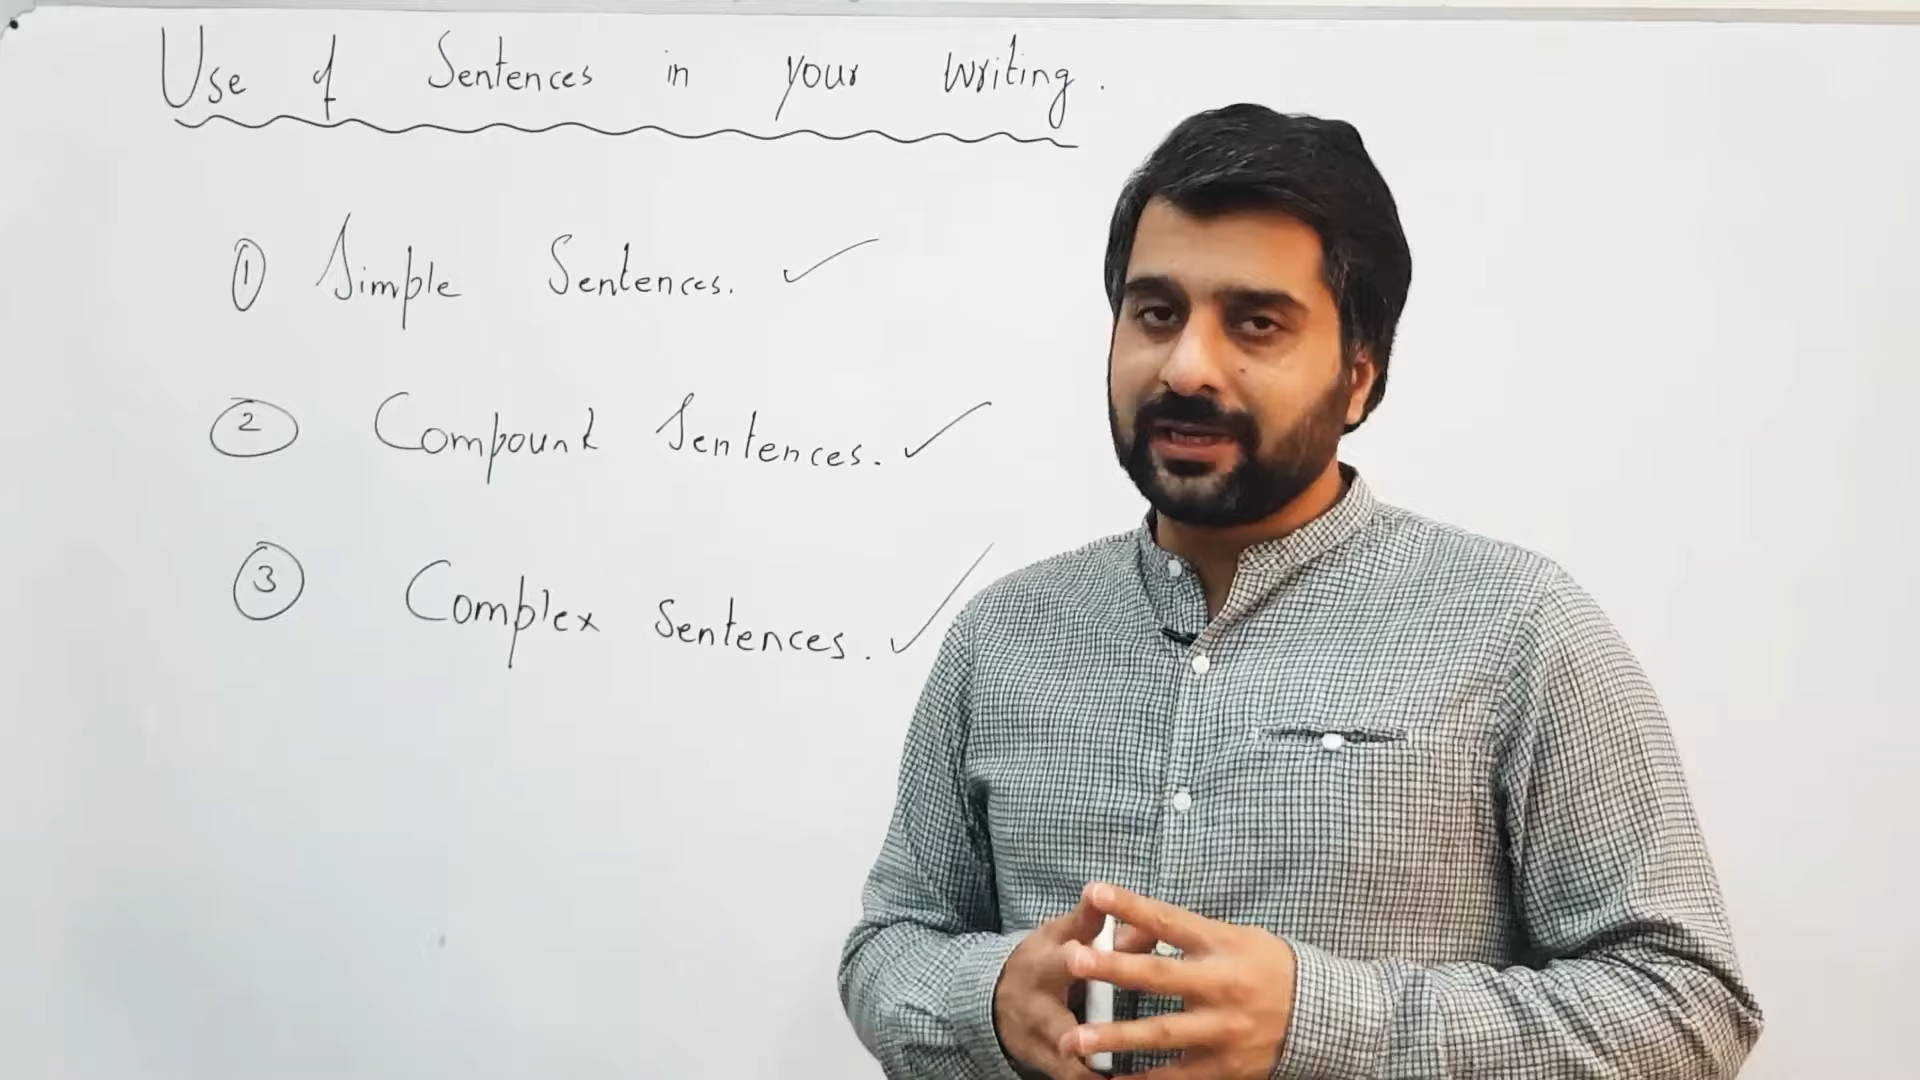 Use of Sentences in your writing.
① Simple Sentences. ✓
② Compound Sentences. ✓
③ Complex Sentences. ✓